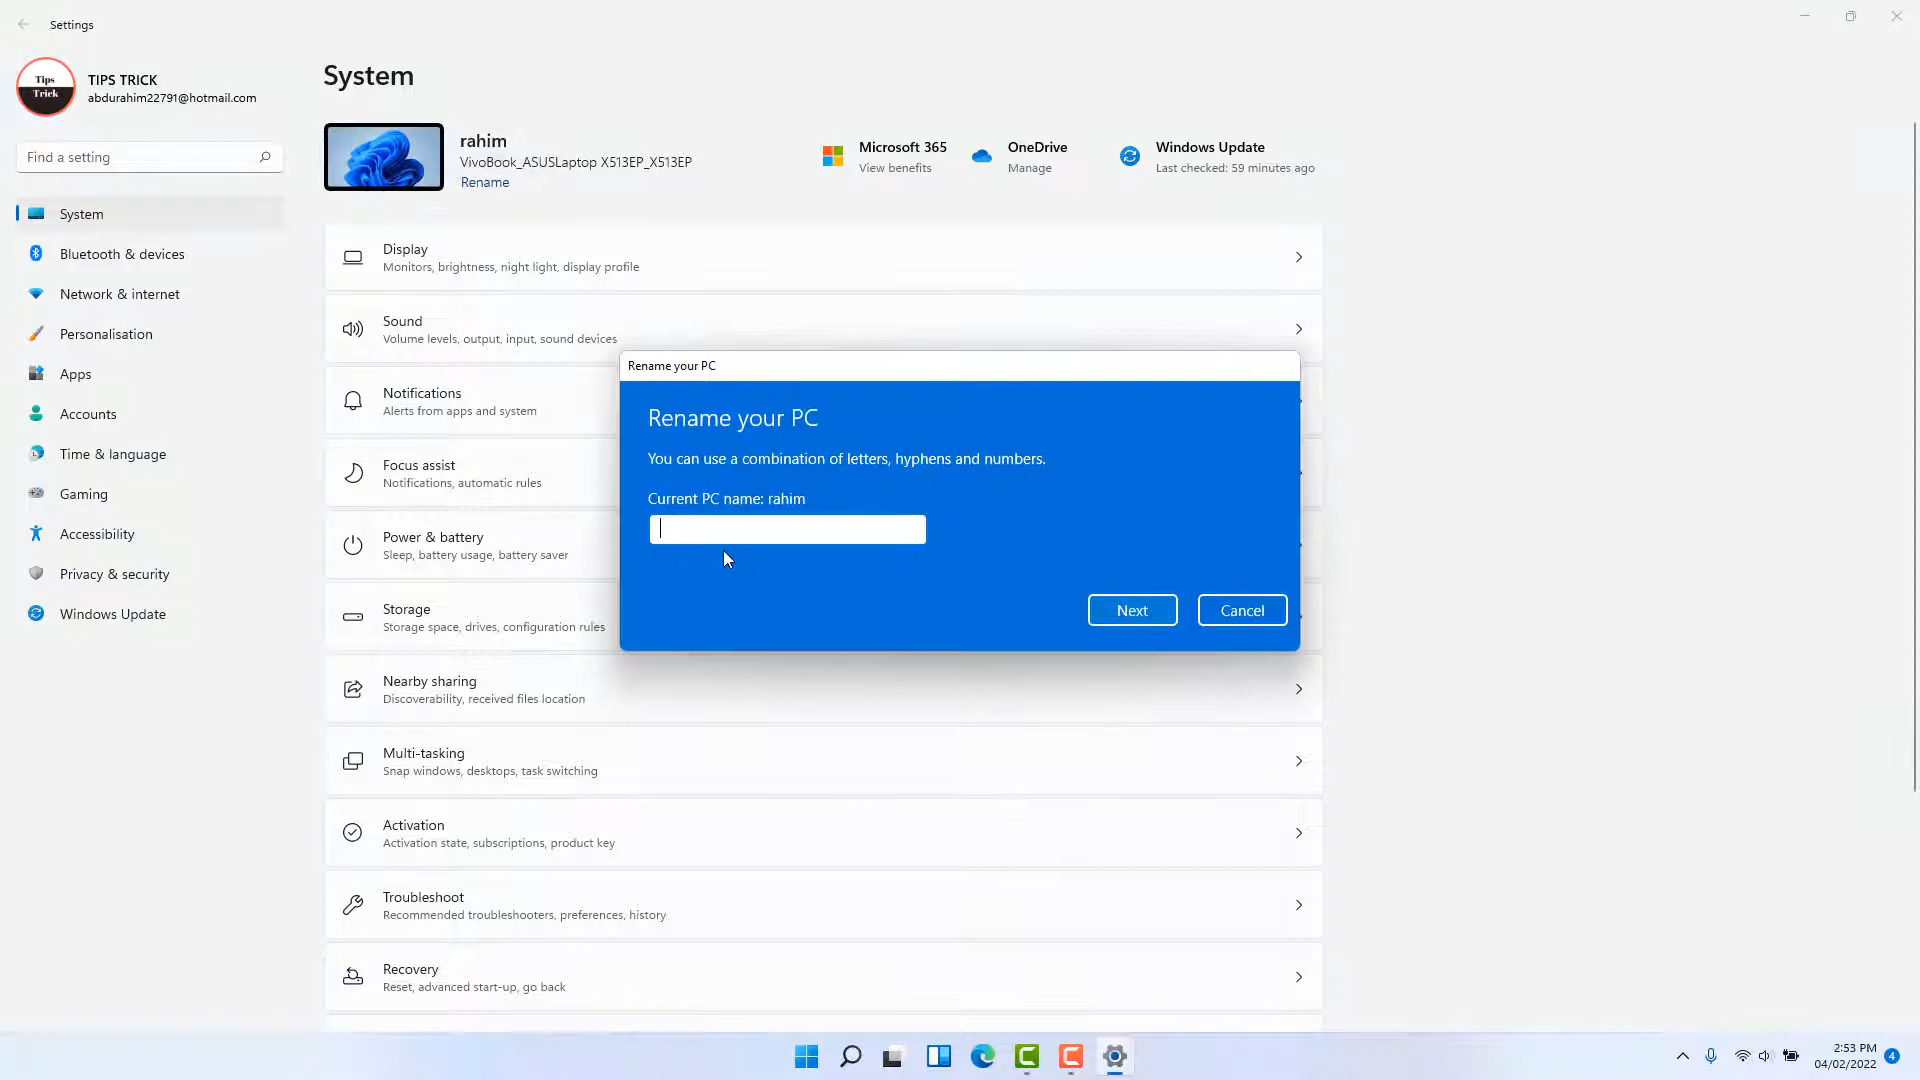 Settings
Tips
Trick
TIPS TRICK
abdurahim22791@hotmail.com
Find a setting
System
Bluetooth & devices
Network & internet
Personalisation
Apps
Accounts
Time & language
Gaming
Accessibility
Privacy & security
Windows Update
System
rahim
VivoBook_ASUSLaptop X513EP_X513EP
Rename
Microsoft 365
View benefits
OneDrive
Manage
Windows Update
Last checked: 59 minutes ago
Display
Monitors, brightness, night light, display profile
Sound
Volume levels, output, input, sound devices
Notifications
Alerts from apps and system
Focus assist
Notifications, automatic rules
Power & battery
Sleep, battery usage, battery saver
Storage
Storage space, drives, configuration rules
Nearby sharing
Discoverability, received files location
Multi-tasking
Snap windows, desktops, task switching
Activation
Activation state, subscriptions, product key
Troubleshoot
Recommended troubleshooters, preferences, history
Recovery
Reset, advanced start-up, go back
Rename your PC
Rename your PC
You can use a combination of letters, hyphens and numbers.
Current PC name: rahim
Next
Cancel
2:53 PM
04/02/2022
4